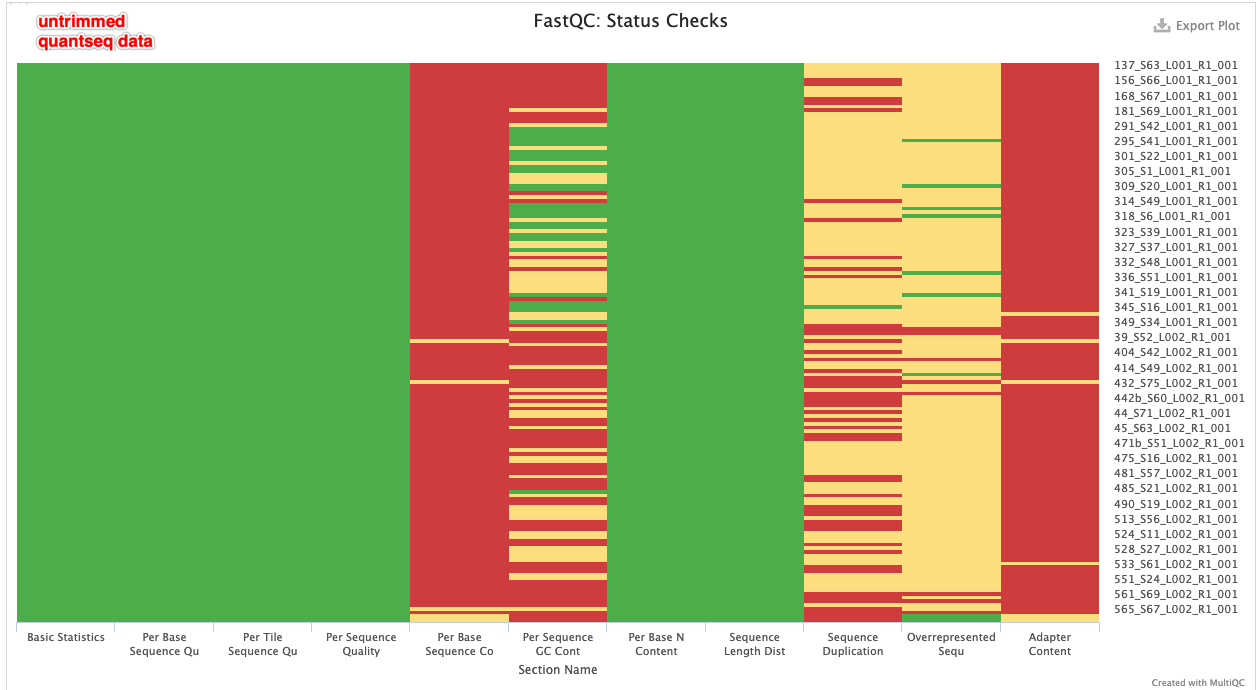 untrimmed
quantseq data
FastQC: Status Checks
Export Plot
137_S63_L001_R1_001
156_S66_L001_R1_001
168_S67_L001_R1_001
181_S69_L001_R1_001
291_S42_L001_R1_001
295_S41_L001_R1_001
301_S22_L001_R1_001
305_S1_L001_R1_001
309_S20_L001_R1_001
314_S49_L001_R1_001
318_S6_L001_R1_001
323_S39_L001_R1_001
327_S37_L001_R1_001
332_S48_L001_R1_001
336_S51_L001_R1_001
341_S19_L001_R1_001
345_S16_L001_R1_001
349_S34_L001_R1_001
39_S52_L002_R1_001
404_S42_L002_R1_001
414_S49_L002_R1_001
432_S75_L002_R1_001
442b_S60_L002_R1_001
44_S71_L002_R1_001
45_S63_L002_R1_001
471b_S51_L002_R1_001
475_S16_L002_R1_001
481_S57_L002_R1_001
485_S21_L002_R1_001
490_S19_L002_R1_001
513_S56_L002_R1_001
524_S11_L002_R1_001
528_S27_L002_R1_001
533_S61_L002_R1_001
551_S24_L002_R1_001
561_S69_L002_R1_001
565_S67_L002_R1_001
Basic Statistics
Per Base
Sequence Qu
Per Tile
Sequence Qu
Per Sequence
Quality
Per Base
Sequence Co
Per Sequence
GC Cont
Per Base N
Content
Sequence
Length Dist
Sequence
Duplication
Overrepresented
Sequ
Adapter
Content
Section Name
Created with MultiQC